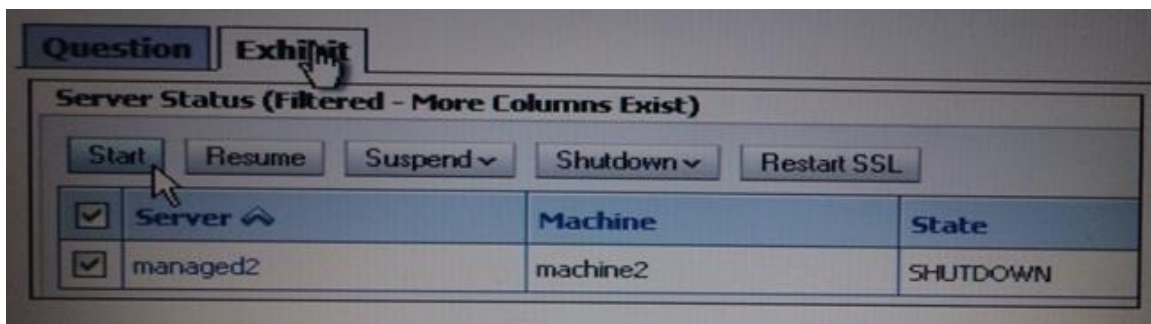 Question Exhibit
Server Status (Filtered - More Columns Exist)
Start Resume Suspend Shutdown Restart SSL
Server Machine State
managed2 machine2 SHUTDOWN